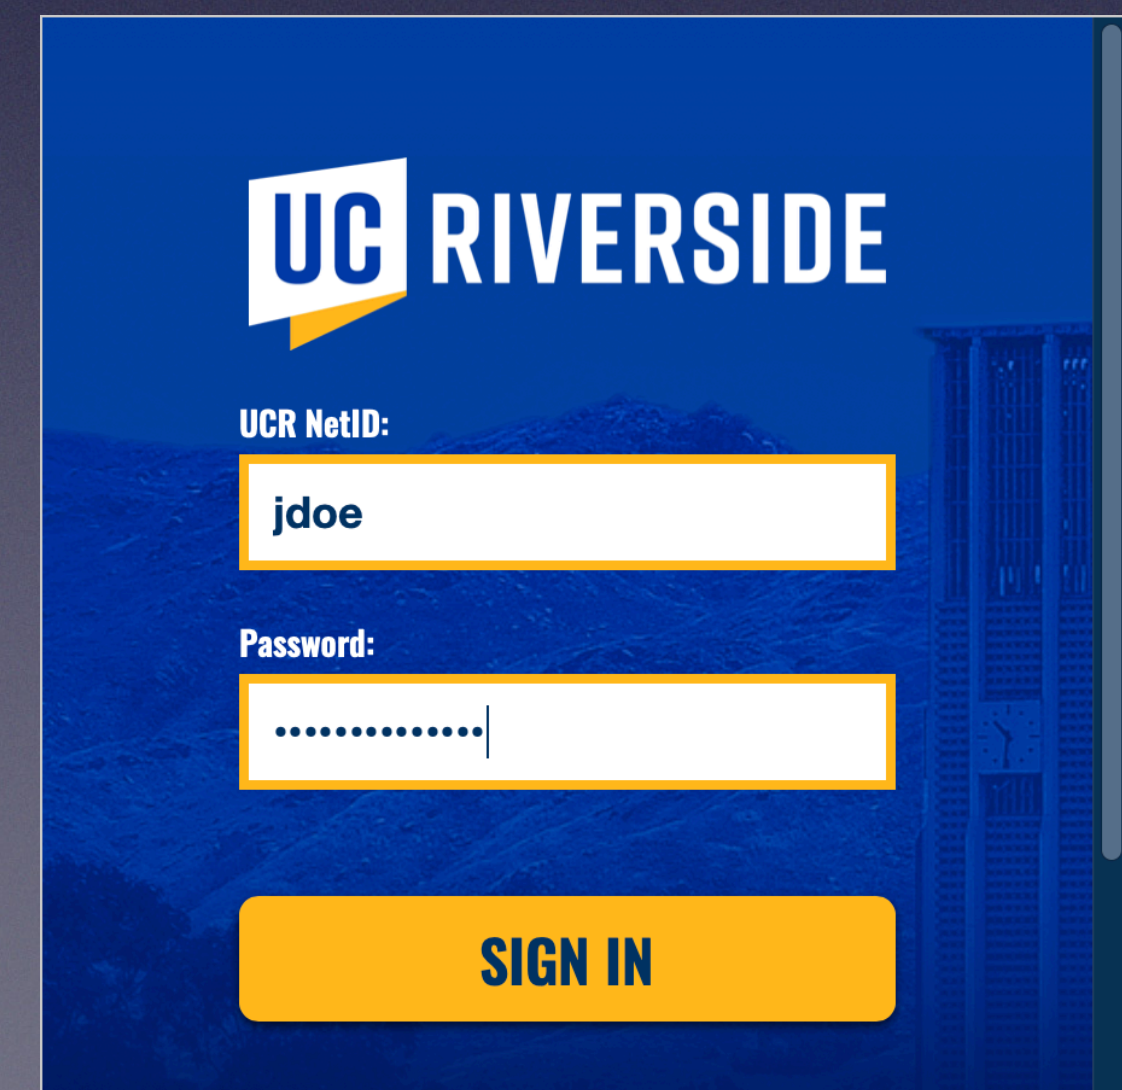 UC RIVERSIDE
UCR NetID:
jdoe
Password:
••••••••••••••
SIGN IN